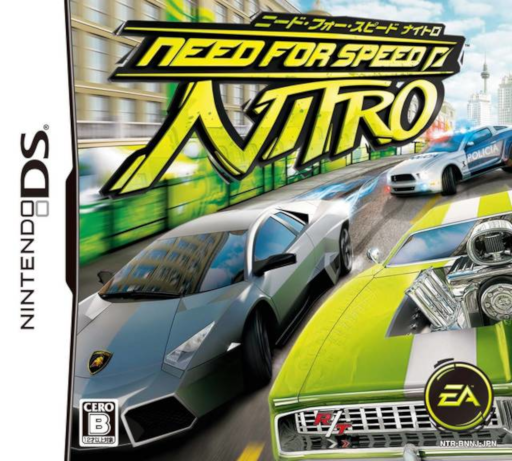 NINTENDO DS
ニード・フォー・スピード ナイトロ
NEED FOR SPEED
NITRO
POLICIA
CERO
B
12才以上対象
R/T
EA
NTR-BNNJ-JPN